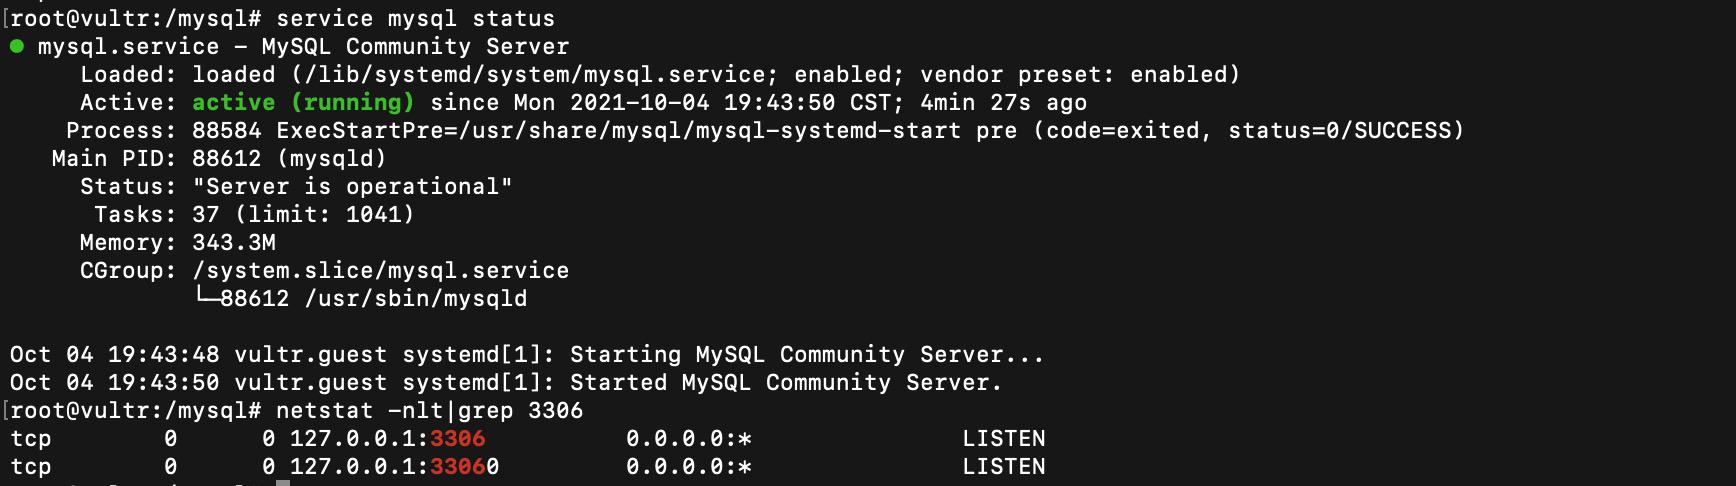 [root@vultr:/mysql# service mysql status
● mysql.service - MySQL Community Server
     Loaded: loaded (/lib/systemd/system/mysql.service; enabled; vendor preset: enabled)
     Active: active (running) since Mon 2021-10-04 19:43:50 CST; 4min 27s ago
    Process: 88584 ExecStartPre=/usr/share/mysql/mysql-systemd-start pre (code=exited, status=0/SUCCESS)
   Main PID: 88612 (mysqld)
     Status: "Server is operational"
      Tasks: 37 (limit: 1041)
     Memory: 343.3M
     CGroup: /system.slice/mysql.service
             └─88612 /usr/sbin/mysqld
Oct 04 19:43:48 vultr.guest systemd[1]: Starting MySQL Community Server...
Oct 04 19:43:50 vultr.guest systemd[1]: Started MySQL Community Server.
[root@vultr:/mysql# netstat -nlt|grep 3306
tcp        0      0 127.0.0.1:3306          0.0.0.0:*               LISTEN
tcp        0      0 127.0.0.1:33060         0.0.0.0:*               LISTEN